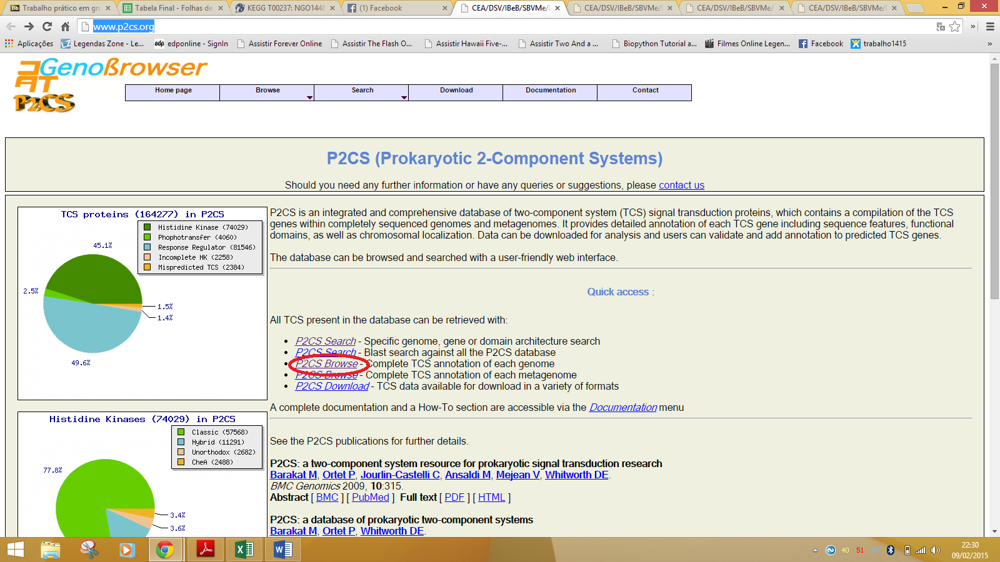 Trabalho prático em gru
Tabela Final - Folhas de
KEGG T00237: NGO1448
(1) Facebook
CEA/DSV/IBeB/SBVMe/
CEA/DSV/IBeB/SBVMe/
CEA/DSV/IBeB/SBVMe/
CEA/DSV/IBeB/SBVMe/
www.p2cs.org
Aplicações
Legendas Zone - Le...
edp edponline - SignIn
Assistir Forever Online
Assistir The Flash O...
Assistir Hawaii Five-...
Assistir Two And a ...
Biopython Tutorial a...
Filmes Online Legen...
Facebook
trabalho1415
GenoBrowser
P2CS
Home page
Browse
Search
Download
Documentation
Contact
P2CS (Prokaryotic 2-Component Systems)
Should you need any further information or have any queries or suggestions, please contact us
TCS proteins (164277) in P2CS
Histidine Kinase (74029)
Phophotransfer (4060)
Response Regulator (81546)
Incomplete HK (2258)
Mispredicted TCS (2384)
45.1%
2.5%
1.5%
1.4%
49.6%
P2CS is an integrated and comprehensive database of two-component system (TCS) signal transduction proteins, which contains a compilation of the TCS
genes within completely sequenced genomes and metagenomes. It provides detailed annotation of each TCS gene including sequence features, functional
domains, as well as chromosomal localization. Data can be downloaded for analysis and users can validate and add annotation to predicted TCS genes.
The database can be browsed and searched with a user-friendly web interface.
Quick access :
All TCS present in the database can be retrieved with:
P2CS Search - Specific genome, gene or domain architecture search
P2CS Search - Blast search against all the P2CS database
P2CS Browse - Complete TCS annotation of each genome
P2CS Browse - Complete TCS annotation of each metagenome
P2CS Download - TCS data available for download in a variety of formats
A complete documentation and a How-To section are accessible via the Documentation menu
Histidine Kinases (74029) in P2CS
Classic (57568)
Hybrid (11291)
Unorthodox (2682)
CheA (2488)
77.8%
3.4%
3.6%
See the P2CS publications for further details.
P2CS: a two-component system resource for prokaryotic signal transduction research
Barakat M, Ortet P, Jourlin-Castelli C, Ansaldi M, Mejean V, Whitworth DE.
BMC Genomics 2009, 10:315.
Abstract [ BMC ] [ PubMed ] Full text [ PDF ] [ HTML ]
P2CS: a database of prokaryotic two-component systems
Barakat M, Ortet P, Whitworth DE.
40
51
22:30
09/02/2015